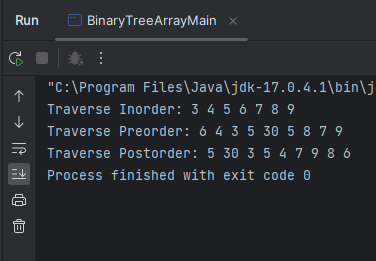 Run
BinaryTreeArrayMain
"C:\Program Files\Java\jdk-17.0.4.1\bin\j
Traverse Inorder: 3 4 5 6 7 8 9
Traverse Preorder: 6 4 3 5 30 5 8 7 9
Traverse Postorder: 5 30 3 5 4 7 9 8 6
Process finished with exit code 0